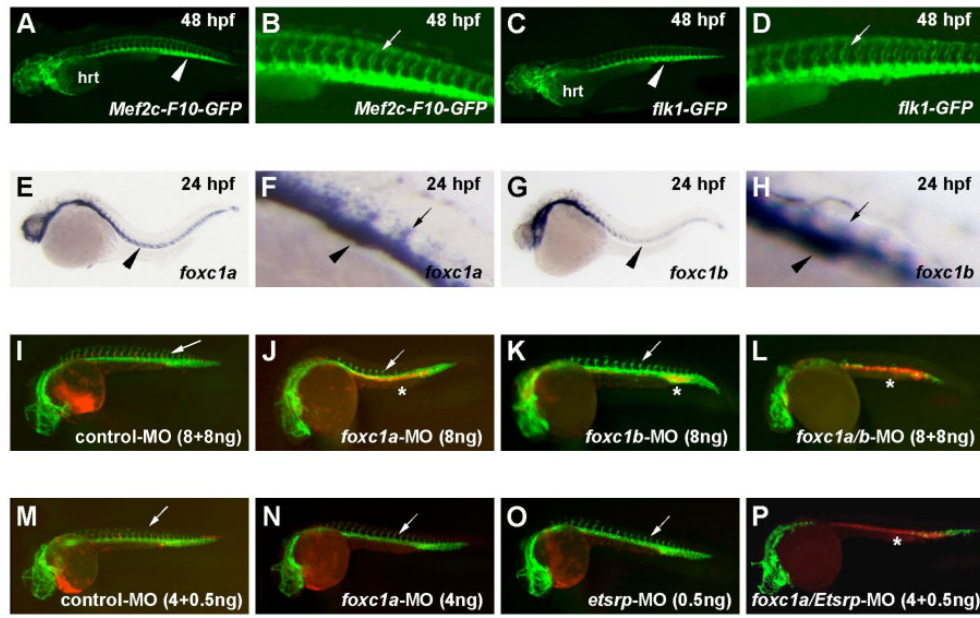 A 48 hpf
hrt
Mef2c-F10-GFP
B 48 hpf
Mef2c-F10-GFP
C 48 hpf
hrt
flk1-GFP
D 48 hpf
flk1-GFP
E 24 hpf
foxc1a
F 24 hpf
foxc1a
G 24 hpf
foxc1b
H 24 hpf
foxc1b
I
control-MO (8+8ng)
J
*
foxc1a-MO (8ng)
K
*
foxc1b-MO (8ng)
L
*
foxc1a/b-MO (8+8ng)
M
control-MO (4+0.5ng)
N
foxc1a-MO (4ng)
O
etsrp-MO (0.5ng)
P
*
foxc1a/Etsrp-MO (4+0.5ng)